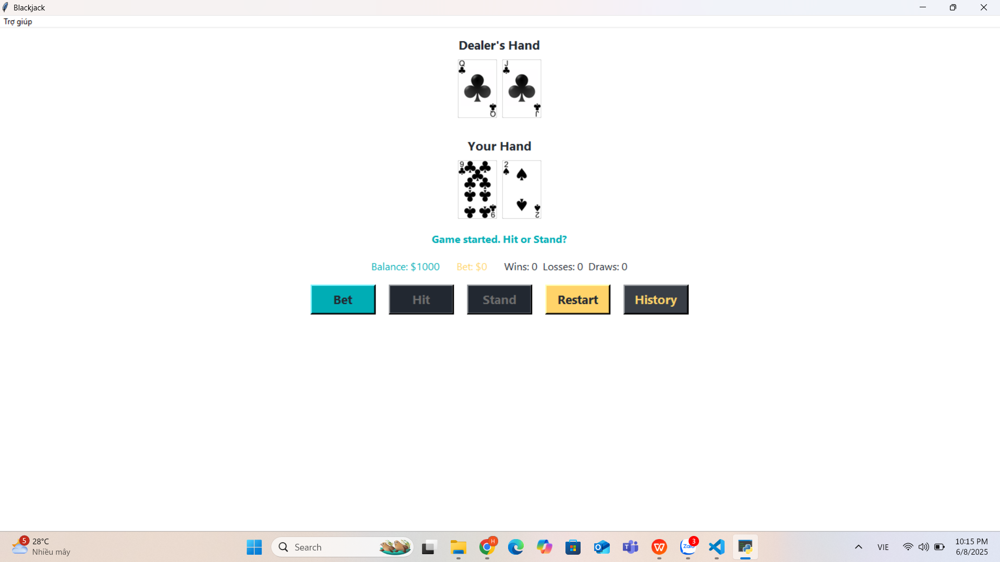 Blackjack
Trợ giúp
Dealer's Hand
Q J
Q J
Your Hand
9 2
9 2
Game started. Hit or Stand?
Balance: $1000 Bet: $0 Wins: 0 Losses: 0 Draws: 0
Bet Hit Stand Restart History
5 28°C
Nhiều mây
Search
H
Zalo 3
VIE
10:15 PM
6/8/2025